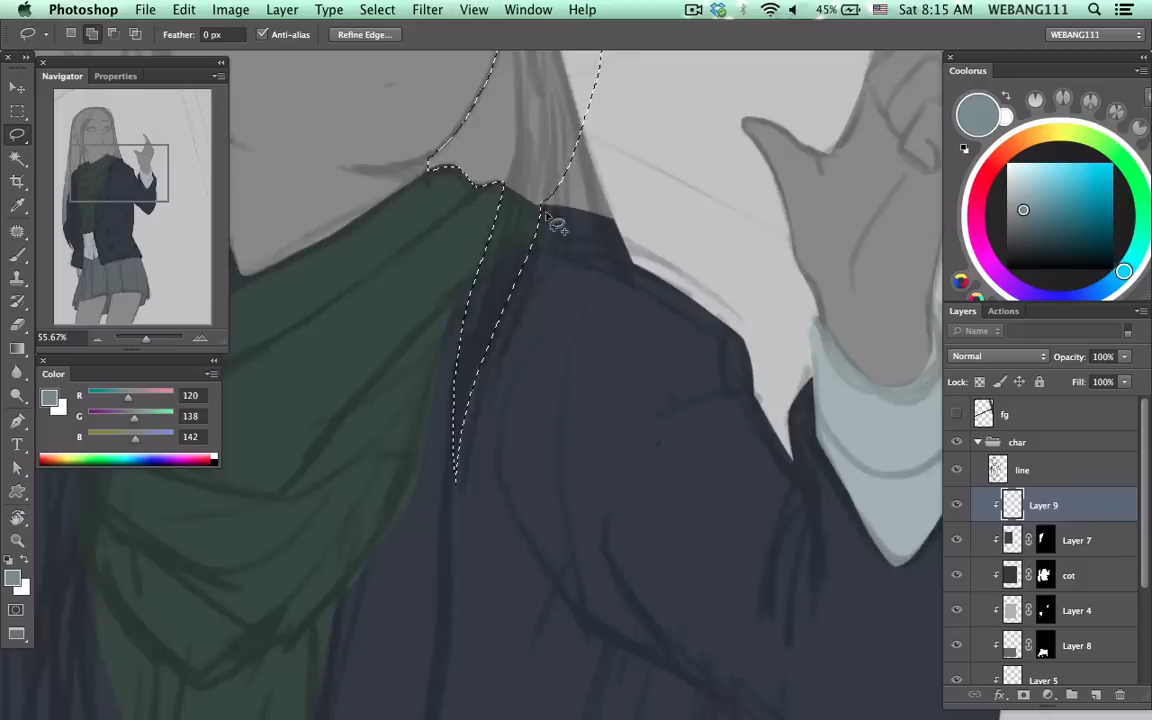 Photoshop File Edit Image Layer Type Select Filter View Window Help 45% Sat 8:15 AM WEBANG111
Feather: 0 px Anti-alias Refine Edge... WEBANG111
Navigator Properties
55.67%
Color
R 120
G 138
B 142
Coolorus
Layers Actions
Name
Normal Opacity: 100%
Lock: Fill: 100%
fg
char
line
Layer 9
Layer 7
cot
Layer 4
Layer 8
Layer 5